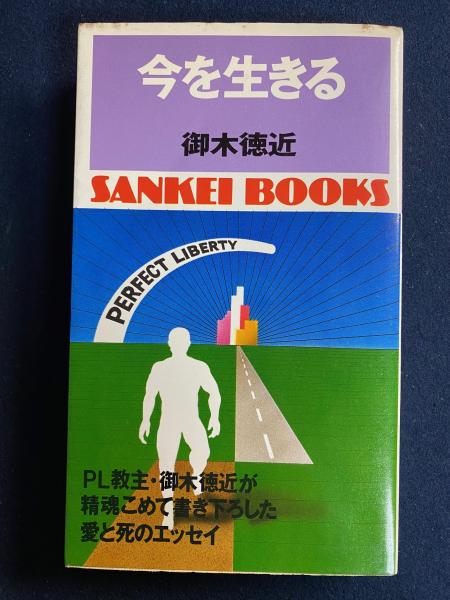 今を生きる
御木徳近
SANKEI BOOKS
PERFECT LIBERTY
PL教主・御木徳近が
精魂こめて書き下ろした
愛と死のエッセイ